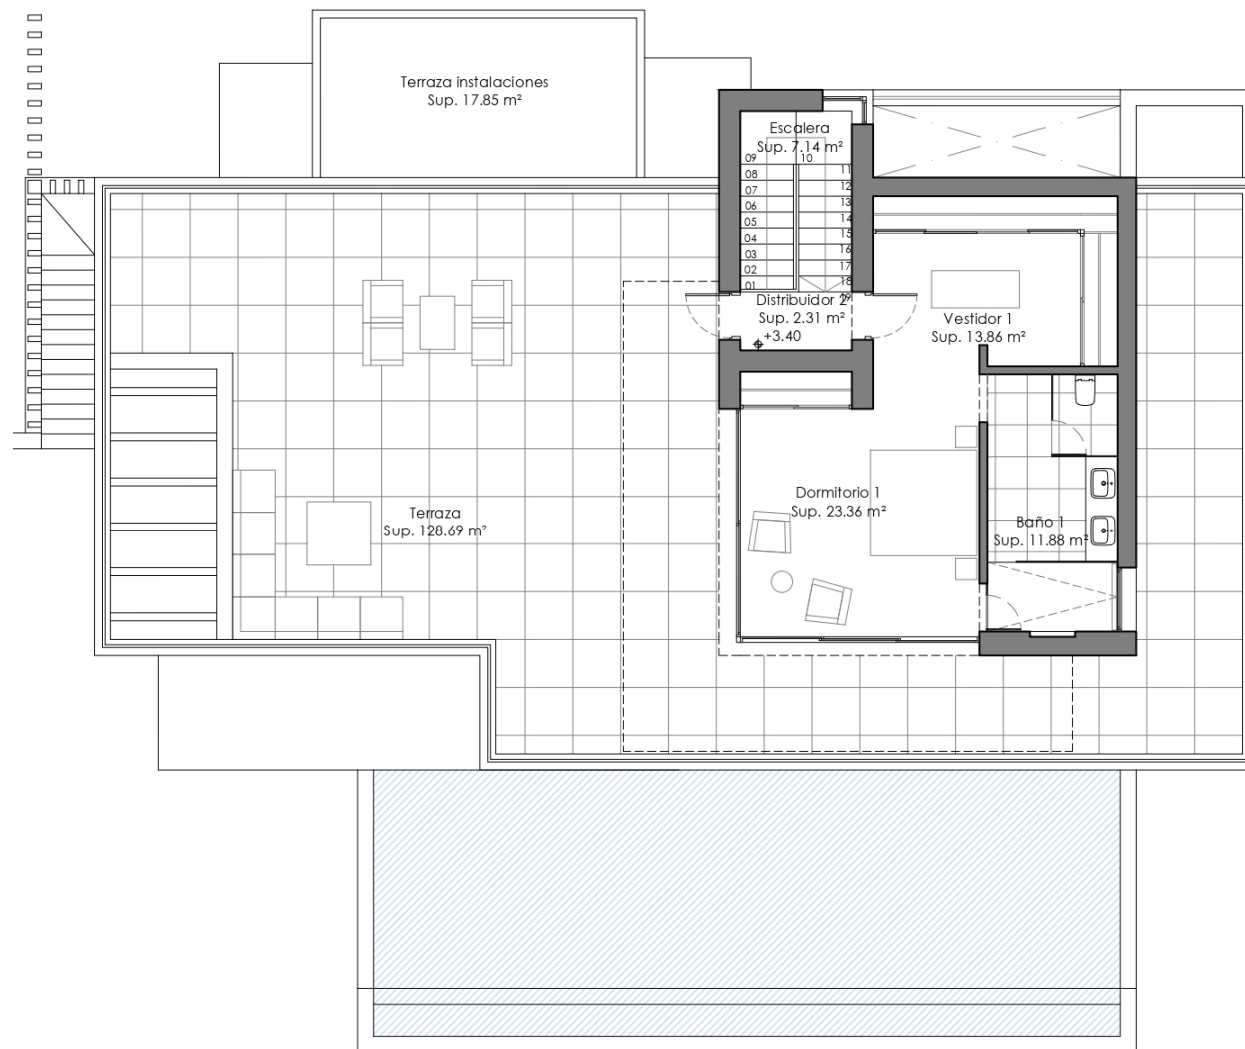 Terraza instalaciones
Sup. 17.85 m²
Escalera
Sup. 7.14 m²
09
10
08
07
06
05
04
03
02
01
11
12
13
14
15
16
17
18
19
Distribuidor 2
Sup. 2.31 m²
+3.40
Vestidor 1
Sup. 13.86 m²
Dormitorio 1
Sup. 23.36 m²
Baño 1
Sup. 11.88 m²
Terraza
Sup. 128.69 m²